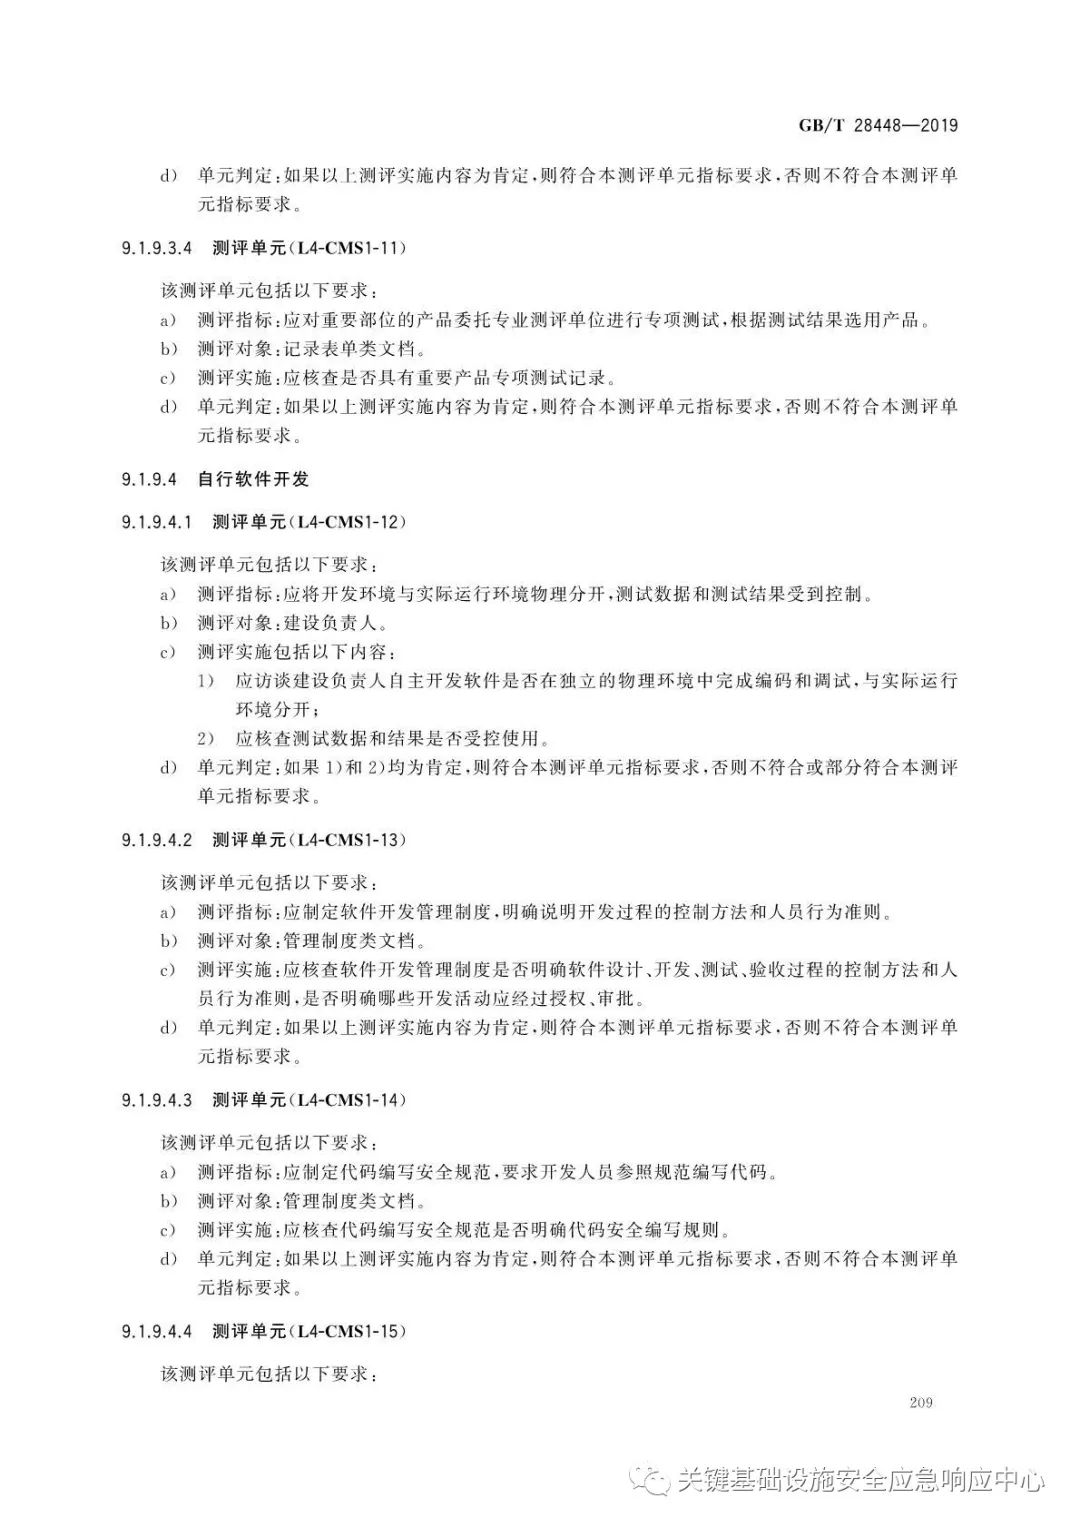 GB/T 28448—2019
d) 单元判定:如果以上测评实施内容为肯定,则符合本测评单元指标要求,否则不符合本测评单
元指标要求。
9.1.9.3.4 测评单元(L4-CMS1-11)
该测评单元包括以下要求:
a) 测评指标:应对重要部位的产品委托专业测评单位进行专项测试,根据测试结果选用产品。
b) 测评对象:记录表单类文档。
c) 测评实施:应核查是否具有重要产品专项测试记录。
d) 单元判定:如果以上测评实施内容为肯定,则符合本测评单元指标要求,否则不符合本测评单
元指标要求。
9.1.9.4 自行软件开发
9.1.9.4.1 测评单元(L4-CMS1-12)
该测评单元包括以下要求:
a) 测评指标:应将开发环境与实际运行环境物理分开,测试数据和测试结果受到控制。
b) 测评对象:建设负责人。
c) 测评实施包括以下内容:
1) 应访谈建设负责人自主开发软件是否在独立的物理环境中完成编码和调试,与实际运行
环境分开;
2) 应核查测试数据和结果是否受控使用。
d) 单元判定:如果 1)和 2)均为肯定,则符合本测评单元指标要求,否则不符合或部分符合本测评
单元指标要求。
9.1.9.4.2 测评单元(L4-CMS1-13)
该测评单元包括以下要求:
a) 测评指标:应制定软件开发管理制度,明确说明开发过程的控制方法和人员行为准则。
b) 测评对象:管理制度类文档。
c) 测评实施:应核查软件开发管理制度是否明确软件设计、开发、测试、验收过程的控制方法和人
员行为准则,是否明确哪些开发活动应经过授权、审批。
d) 单元判定:如果以上测评实施内容为肯定,则符合本测评单元指标要求,否则不符合本测评单
元指标要求。
9.1.9.4.3 测评单元(L4-CMS1-14)
该测评单元包括以下要求:
a) 测评指标:应制定代码编写安全规范,要求开发人员参照规范编写代码。
b) 测评对象:管理制度类文档。
c) 测评实施:应核查代码编写安全规范是否明确代码安全编写规则。
d) 单元判定:如果以上测评实施内容为肯定,则符合本测评单元指标要求,否则不符合本测评单
元指标要求。
9.1.9.4.4 测评单元(L4-CMS1-15)
该测评单元包括以下要求:
209
关键基础设施安全应急响应中心